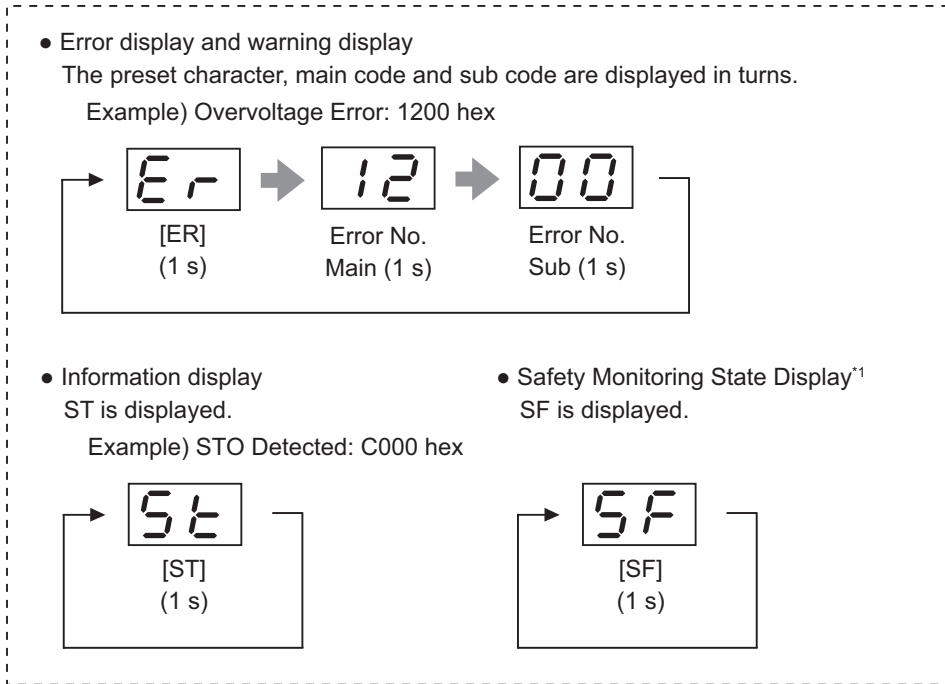 ● Error display and warning display
The preset character, main code and sub code are displayed in turns.
Example) Overvoltage Error: 1200 hex
Er 12 00
[ER] Error No. Error No.
(1 s) Main (1 s) Sub (1 s)
● Information display
ST is displayed.
Example) STO Detected: C000 hex
St
[ST]
(1 s)
● Safety Monitoring State Display*1
SF is displayed.
SF
[SF]
(1 s)